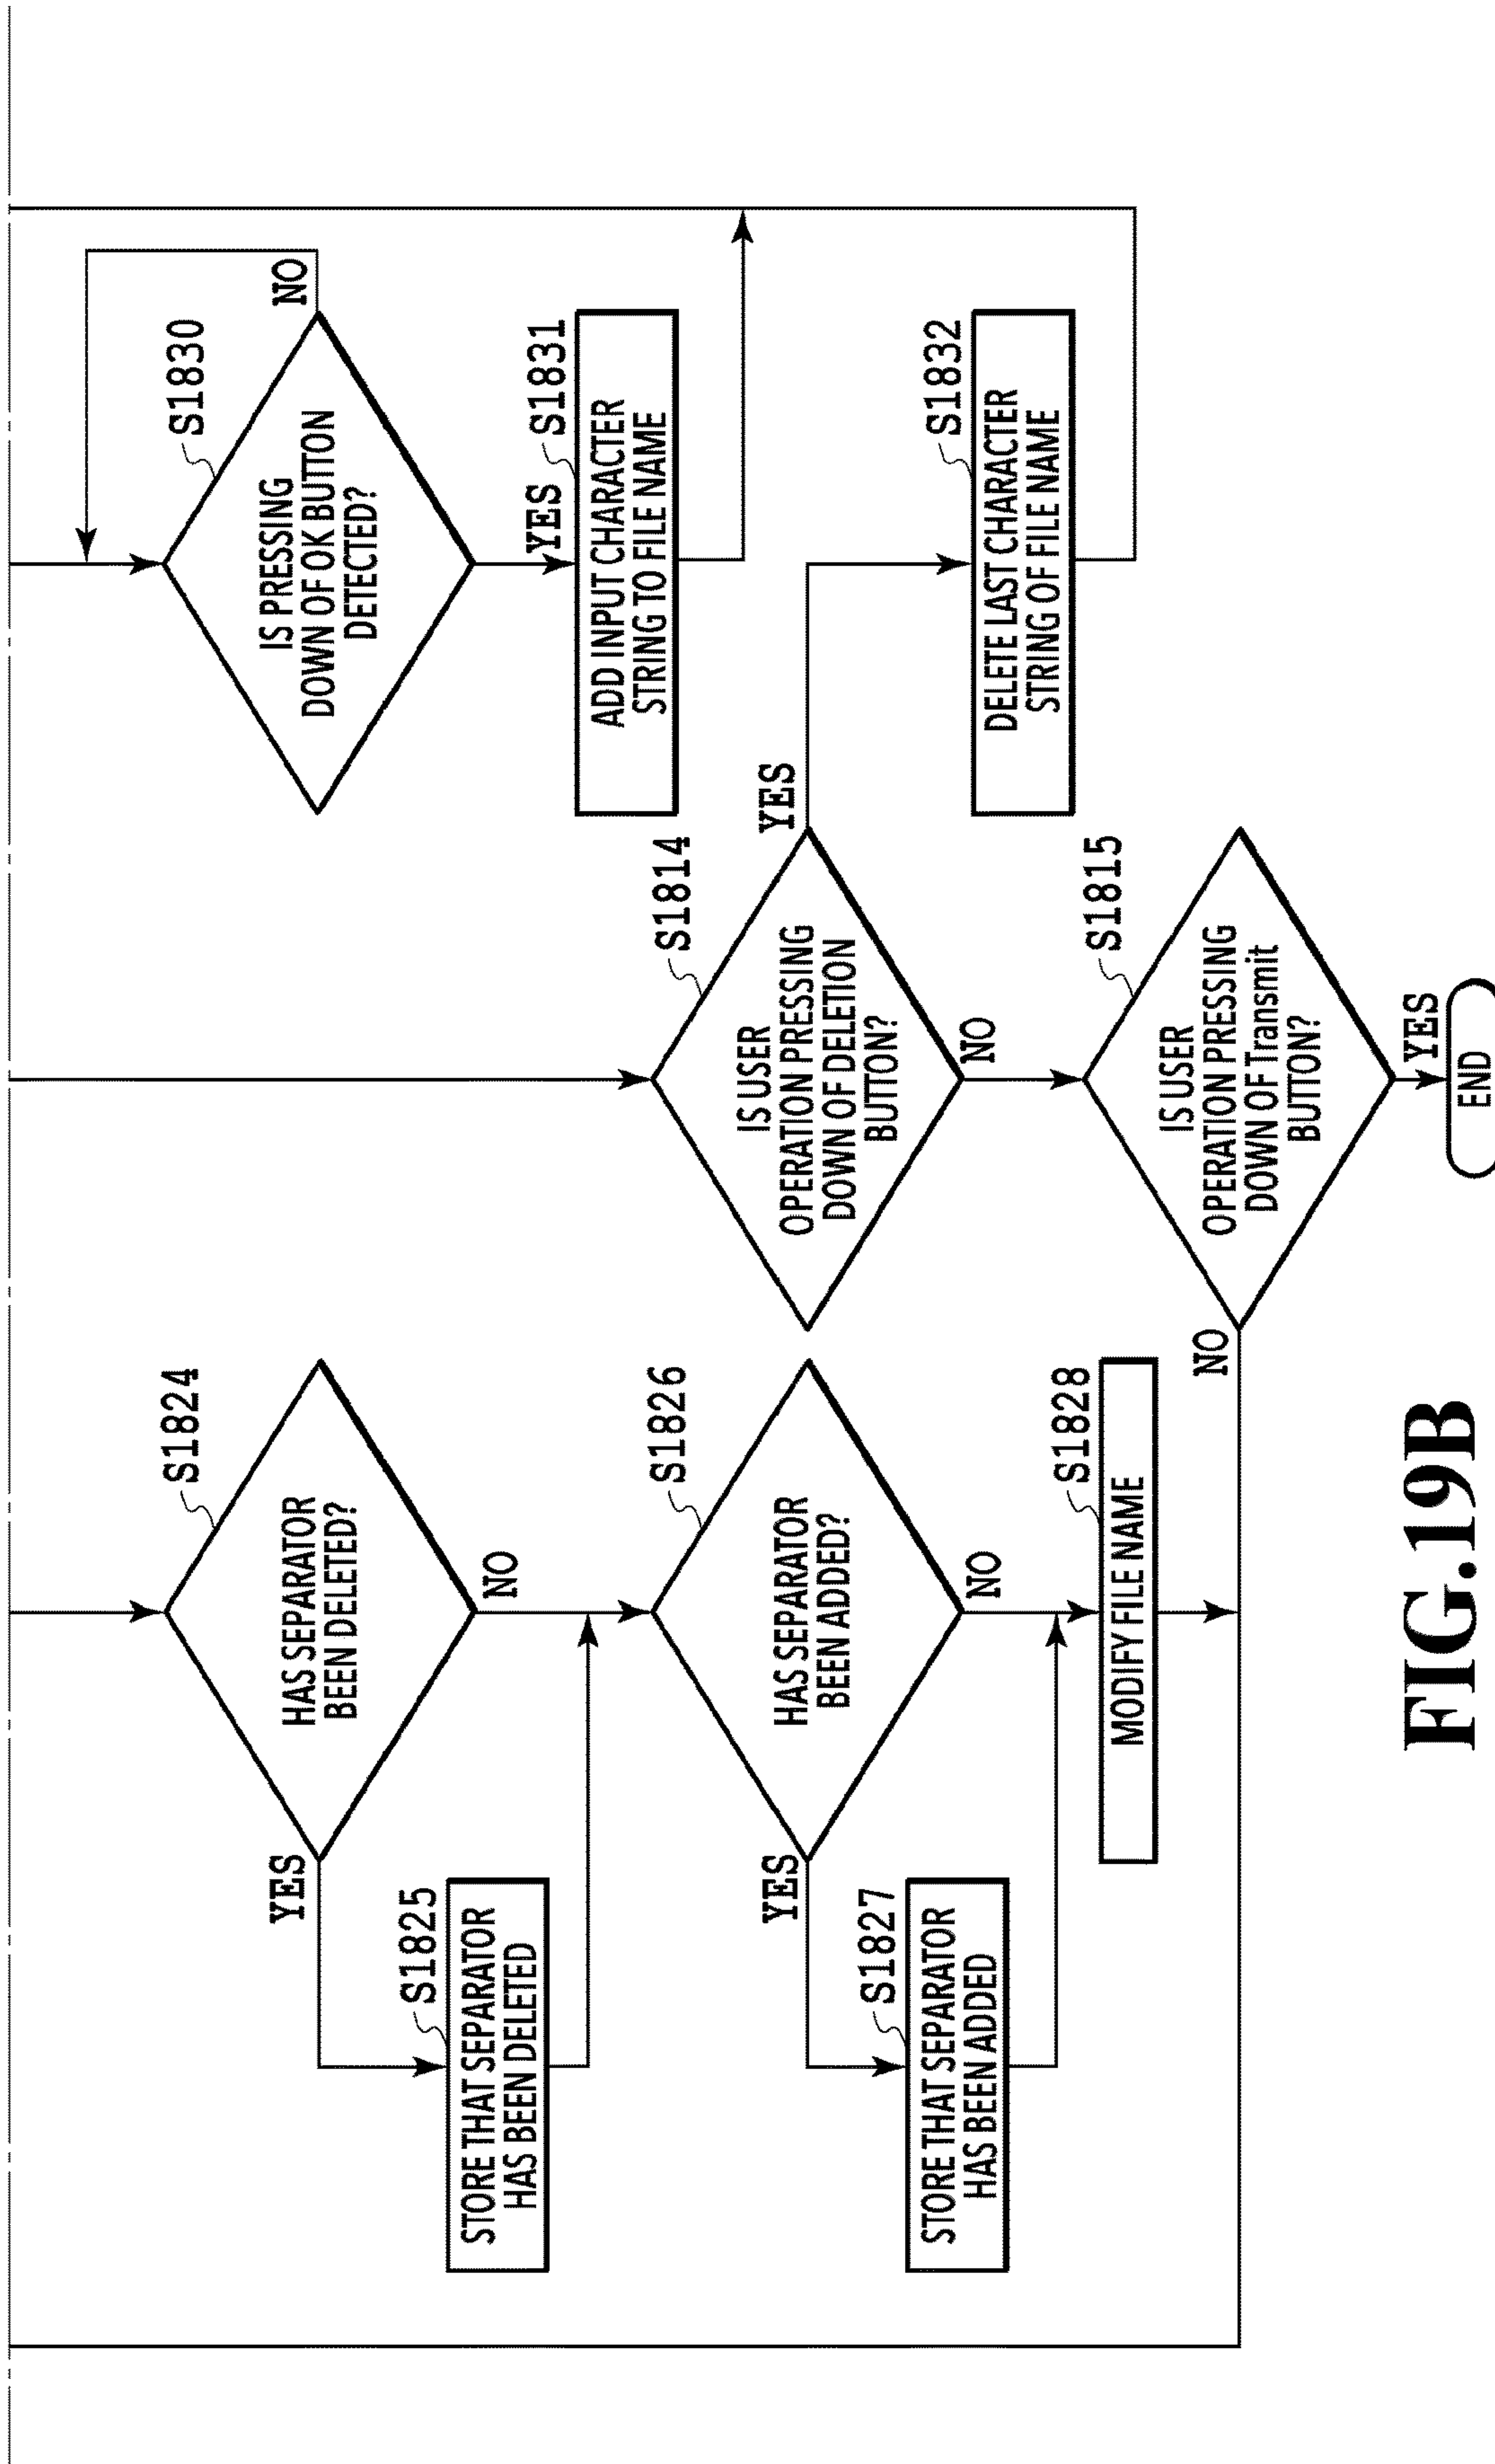 S1824
HAS SEPARATOR
BEEN DELETED?
YES
NO
S1825
STORE THAT SEPARATOR
HAS BEEN DELETED
S1826
HAS SEPARATOR
BEEN ADDED?
YES
NO
S1827
STORE THAT SEPARATOR
HAS BEEN ADDED
S1828
MODIFY FILE NAME
S1814
IS USER
OPERATION PRESSING
DOWN OF DELETION
BUTTON?
YES
NO
S1815
IS USER
OPERATION PRESSING
DOWN OF Transmit
BUTTON?
NO
YES
END
S1830
IS PRESSING
DOWN OF OK BUTTON
DETECTED?
NO
YES
S1831
ADD INPUT CHARACTER
STRING TO FILE NAME
S1832
DELETE LAST CHARACTER
STRING OF FILE NAME
FIG.19B